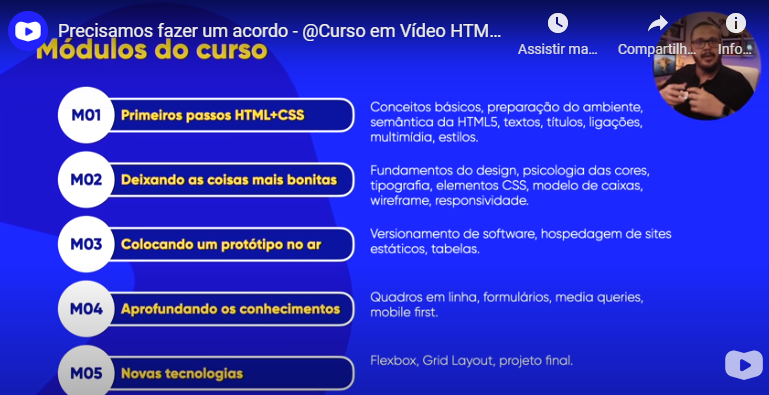 Precisamos fazer um acordo - @Curso em Vídeo HTM...
Assistir ma...
Compartilh...
Info...
Módulos do curso
M01
Primeiros passos HTML+CSS
Conceitos básicos, preparação do ambiente,
semântica da HTML5, textos, títulos, ligações,
multimídia, estilos.
M02
Deixando as coisas mais bonitas
Fundamentos do design, psicologia das cores,
tipografia, elementos CSS, modelo de caixas,
wireframe, responsividade.
M03
Colocando um protótipo no ar
Versionamento de software, hospedagem de sites
estáticos, tabelas.
M04
Aprofundando os conhecimentos
Quadros em linha, formulários, media queries,
mobile first.
M05
Novas tecnologias
Flexbox, Grid Layout, projeto final.